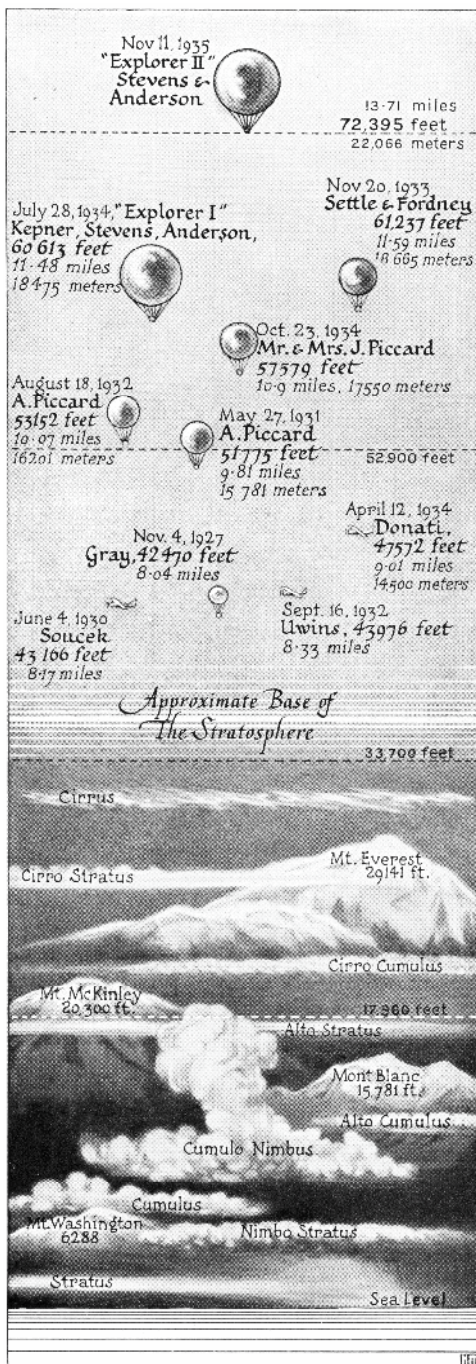 Nov 11, 1935
"Explorer II"
Stevens &
Anderson
13·71 miles
72,395 feet
22,066 meters
Nov 20, 1933
Settle & Fordney
61,237 feet
11·59 miles
18 665 meters
July 28, 1934, "Explorer I"
Kepner, Stevens, Anderson,
60 613 feet
11·48 miles
18475 meters
Oct. 23, 1934
Mr. & Mrs. J. Piccard
57579 feet
10·9 miles, 17550 meters
August 18, 1932
A. Piccard
53152 feet
10·07 miles
16201 meters
May 27, 1931
A. Piccard
51775 feet
9·81 miles
15 781 meters
52,900 feet
April 12, 1934
Donati,
47572 feet
9·01 miles
14500 meters
Nov. 4, 1927
Gray, 42470 feet
8·04 miles
June 4, 1930
Soucek
43 166 feet
8·17 miles
Sept. 16, 1932
Uwins, 43976 feet
8·33 miles
Approximate Base of
The Stratosphere
33,700 feet
Cirrus
Mt. Everest
29141 ft.
Cirro Stratus
Cirro Cumulus
Mt. McKinley
20,300 ft.
17,960 feet
Alto Stratus
Mont Blanc
15,781 ft.
Alto Cumulus
Cumulo Nimbus
Cumulus
Mt. Washington
6288
Nimbo Stratus
Stratus
Sea Level